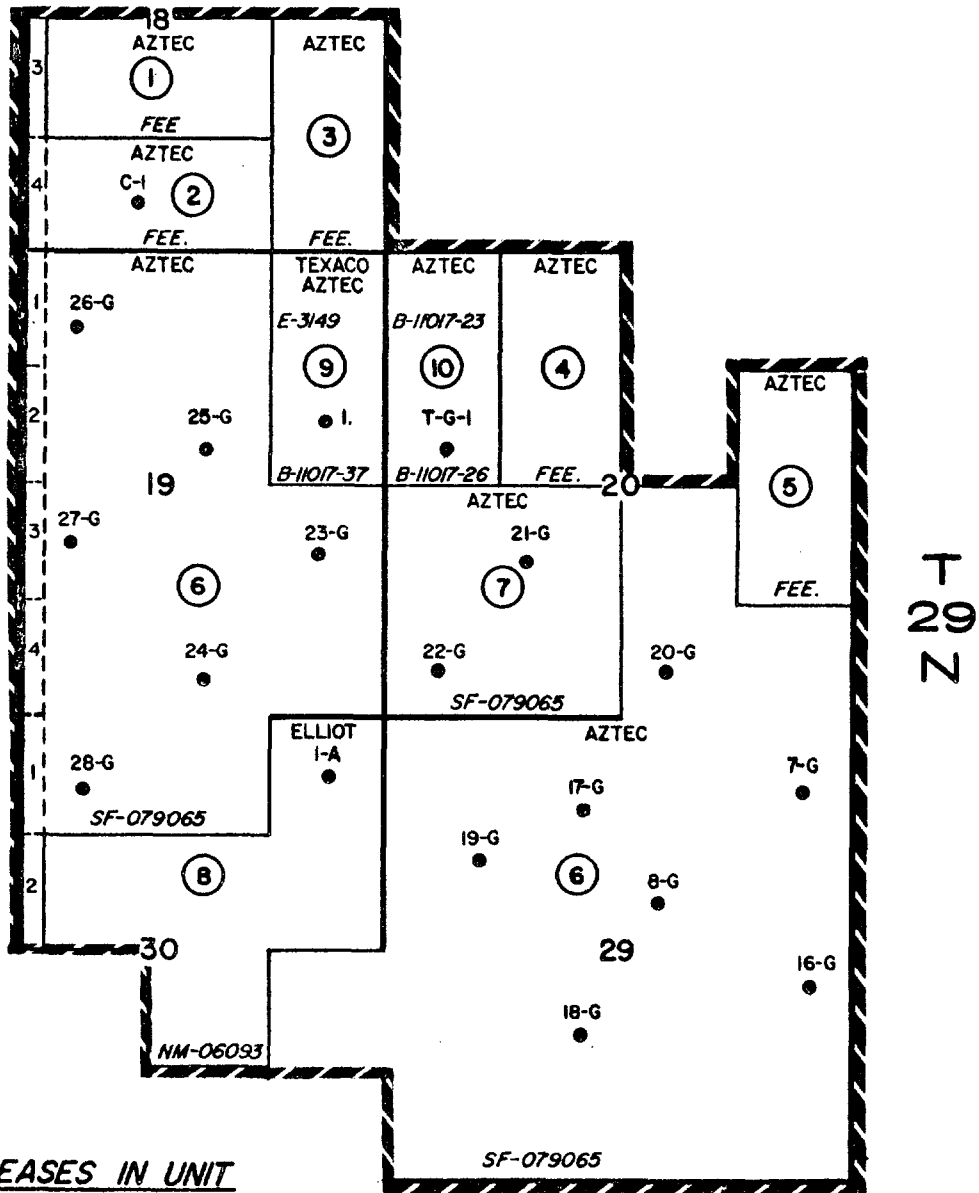 18
AZTEC
AZTEC
3
1
3
FEE
AZTEC
4
C-1
2
FEE.
FEE.
AZTEC
TEXACO
AZTEC
AZTEC
AZTEC
1
26-G
E-3149
B-11017-23
9
10
4
2
25-G
1.
T-G-1
AZTEC
19
B-11017-37
B-11017-26
FEE.
20
5
AZTEC
27-G
3
23-G
21-G
6
7
FEE.
T
29
N
4
24-G
22-G
20-G
SF-079065
ELLIOT
1-A
AZTEC
1
28-G
17-G
7-G
SF-079065
19-G
2
8
6
8-G
30
29
16-G
18-G
NM-06093
SF-079065
EASES IN UNIT